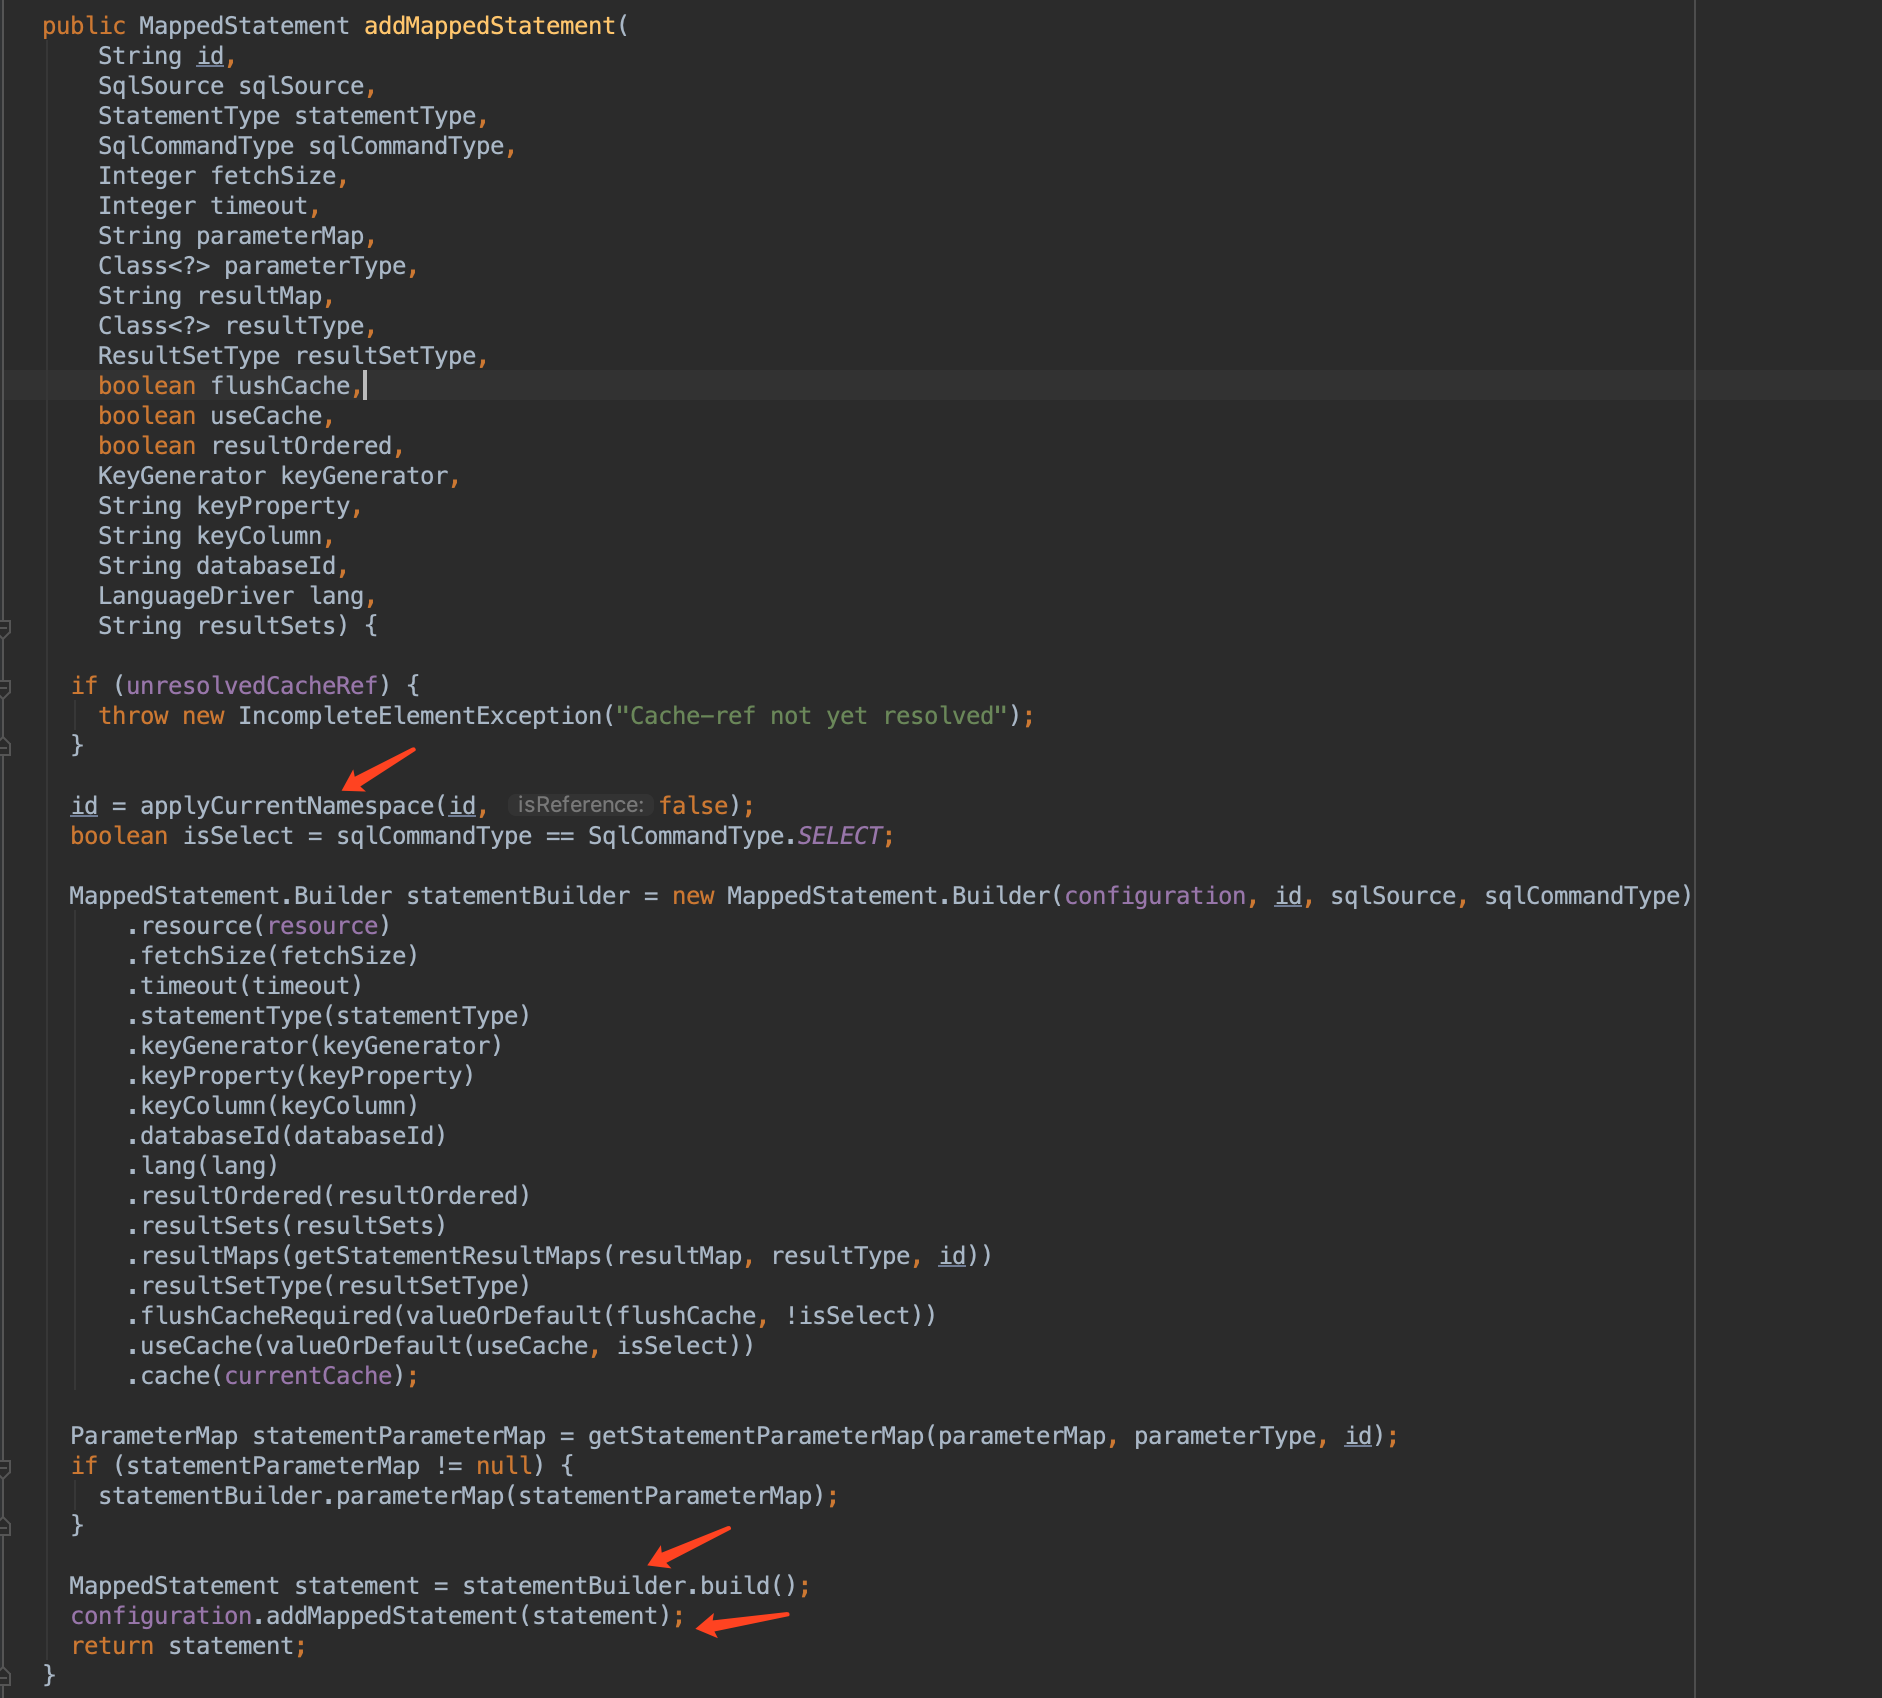 public MappedStatement addMappedStatement(
String id,
SqlSource sqlSource,
StatementType statementType,
SqlCommandType sqlCommandType,
Integer fetchSize,
Integer timeout,
String parameterMap,
Class<?> parameterType,
String resultMap,
Class<?> resultType,
ResultSetType resultSetType,
boolean flushCache,
boolean useCache,
boolean resultOrdered,
KeyGenerator keyGenerator,
String keyProperty,
String keyColumn,
String databaseId,
LanguageDriver lang,
String resultSets) {
if (unresolvedCacheRef) {
throw new IncompleteElementException("Cache-ref not yet resolved");
}
id = applyCurrentNamespace(id, isReference: false);
boolean isSelect = sqlCommandType == SqlCommandType.SELECT;
MappedStatement.Builder statementBuilder = new MappedStatement.Builder(configuration, id, sqlSource, sqlCommandType)
.resource(resource)
.fetchSize(fetchSize)
.timeout(timeout)
.statementType(statementType)
.keyGenerator(keyGenerator)
.keyProperty(keyProperty)
.keyColumn(keyColumn)
.databaseId(databaseId)
.lang(lang)
.resultOrdered(resultOrdered)
.resultSets(resultSets)
.resultMaps(getStatementResultMaps(resultMap, resultType, id))
.resultSetType(resultSetType)
.flushCacheRequired(valueOrDefault(flushCache, !isSelect))
.useCache(valueOrDefault(useCache, isSelect))
.cache(currentCache);
ParameterMap statementParameterMap = getStatementParameterMap(parameterMap, parameterType, id);
if (statementParameterMap != null) {
statementBuilder.parameterMap(statementParameterMap);
}
MappedStatement statement = statementBuilder.build();
configuration.addMappedStatement(statement);
return statement;
}